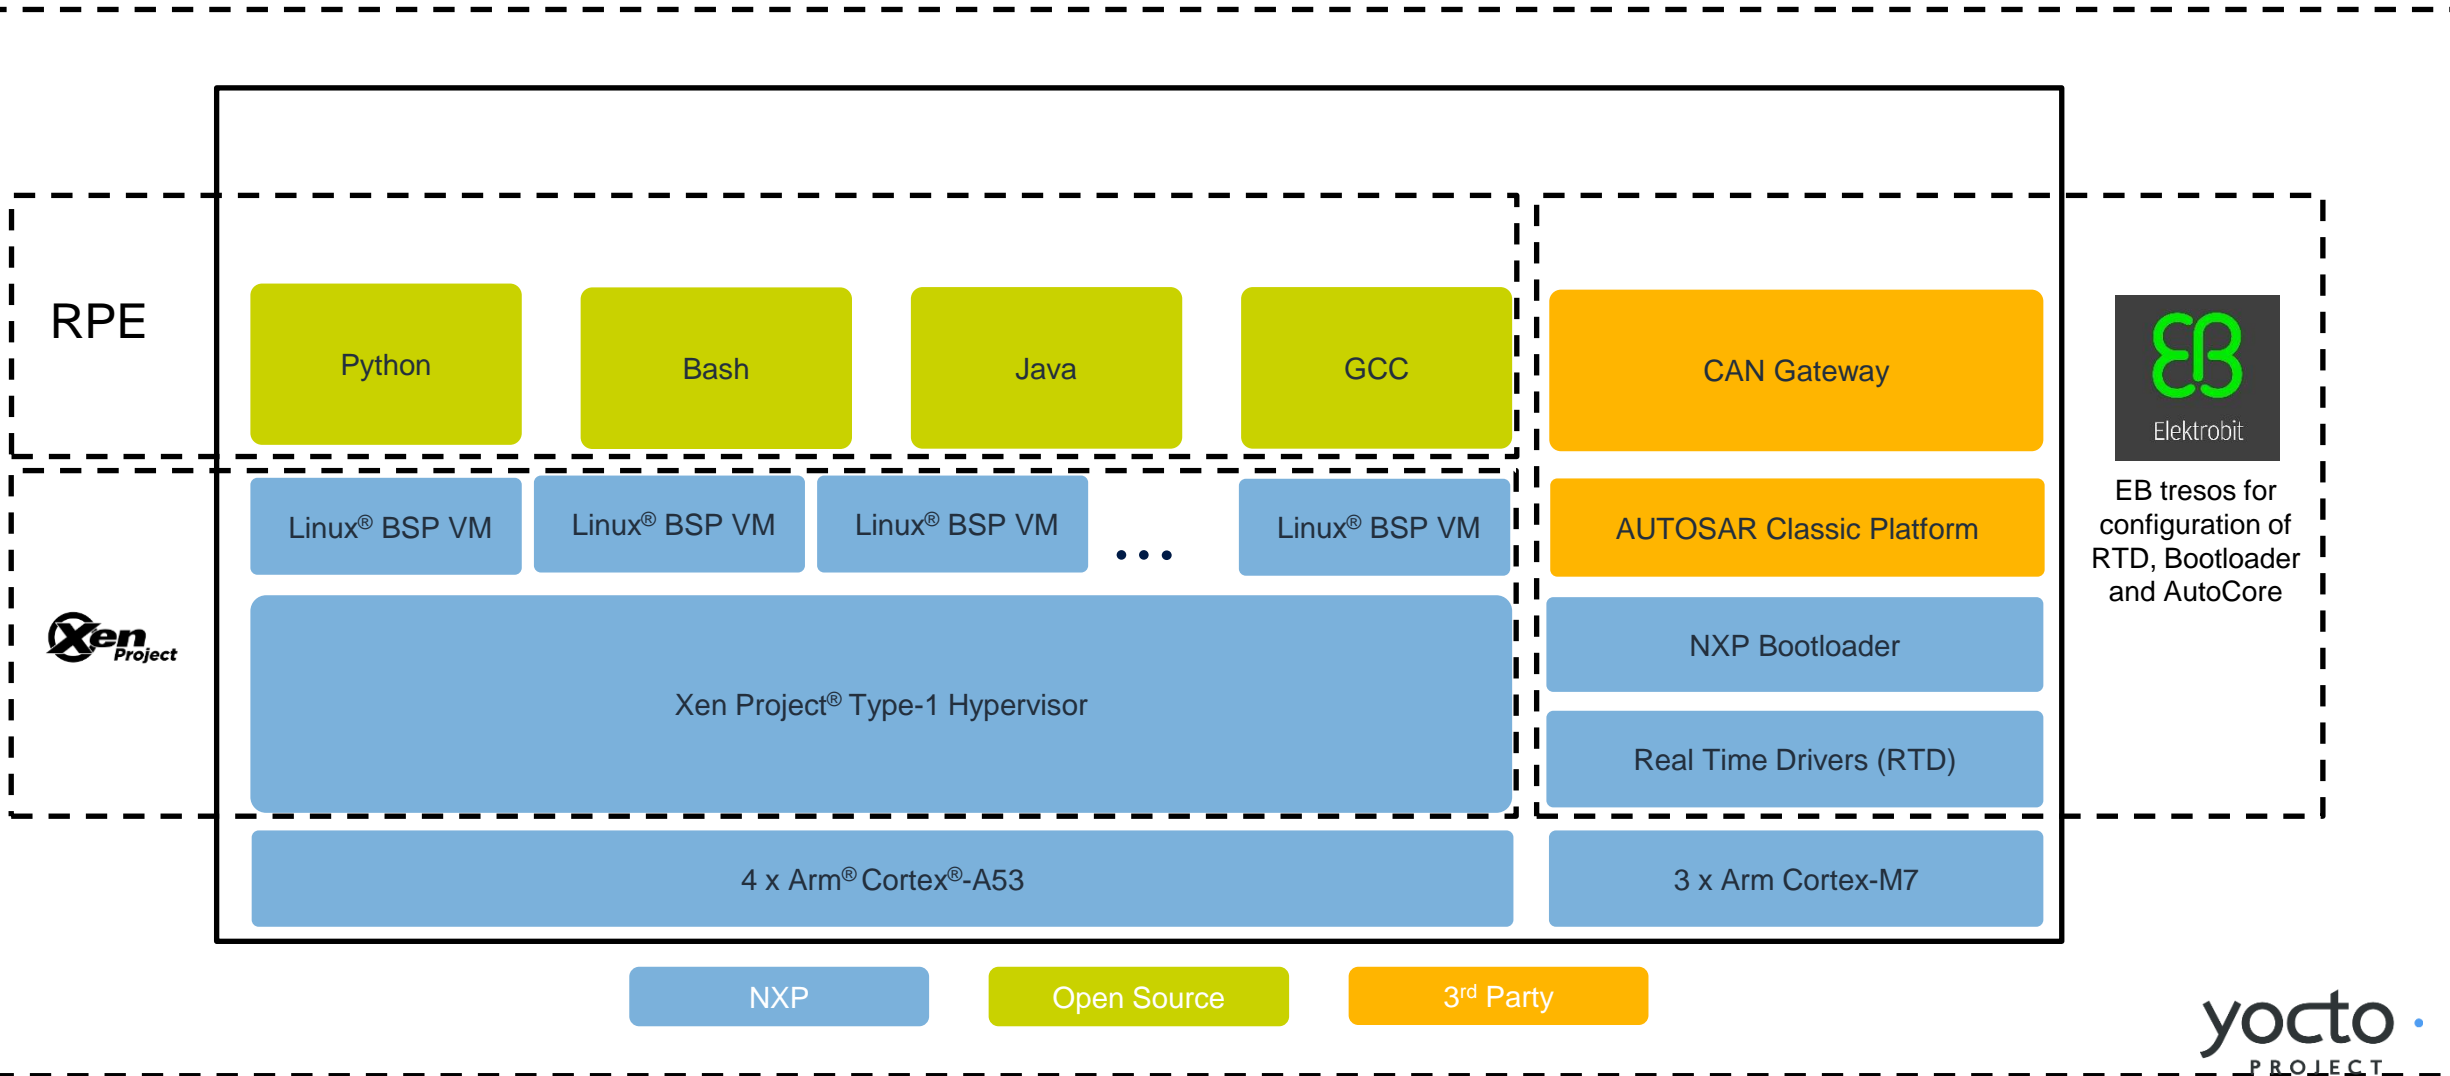 RPE
Python
Bash
Java
GCC
CAN Gateway
Elektrobit
EB tresos for
configuration of
RTD, Bootloader
and AutoCore
Linux® BSP VM
Linux® BSP VM
Linux® BSP VM
...
Linux® BSP VM
AUTOSAR Classic Platform
Xen
Project
Xen Project® Type-1 Hypervisor
NXP Bootloader
Real Time Drivers (RTD)
4 x Arm® Cortex®-A53
3 x Arm Cortex-M7
NXP
Open Source
3rd Party
yocto
PROJECT